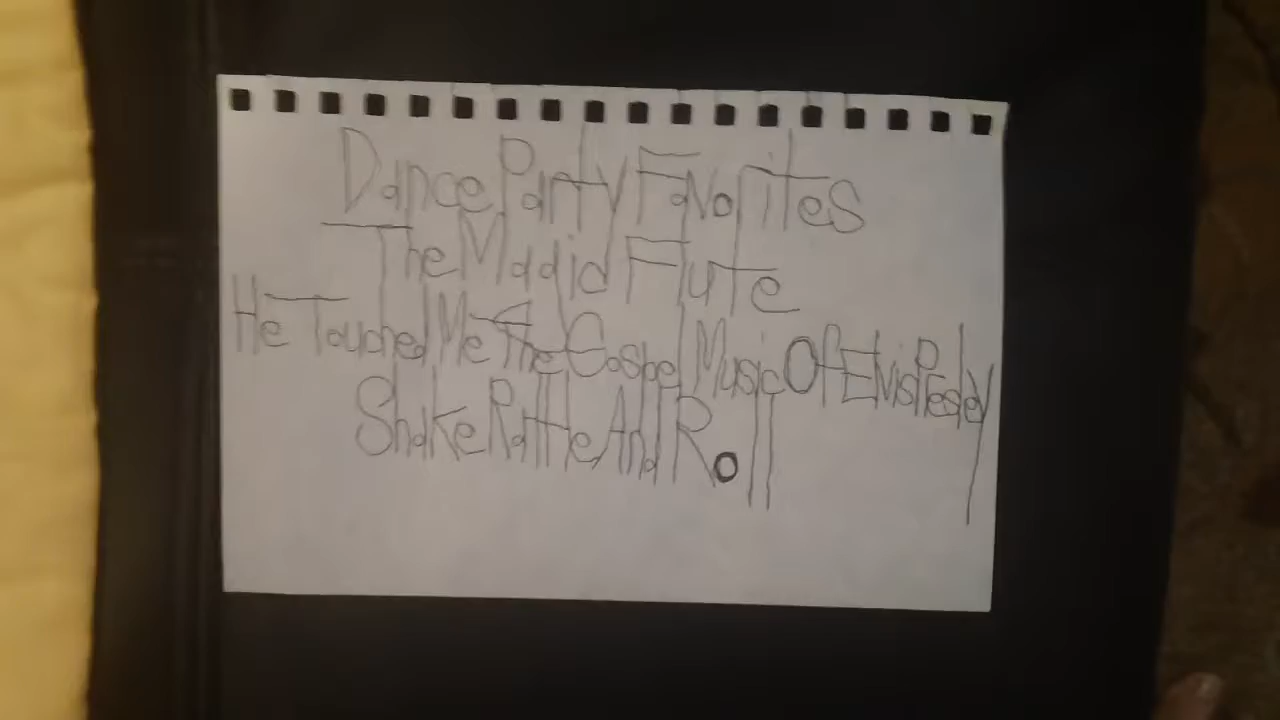 Dance Party Favorites
The Magic Flute
He Touched Me The Gospel Music Of Elvis Presley
Shake Rattle And Roll